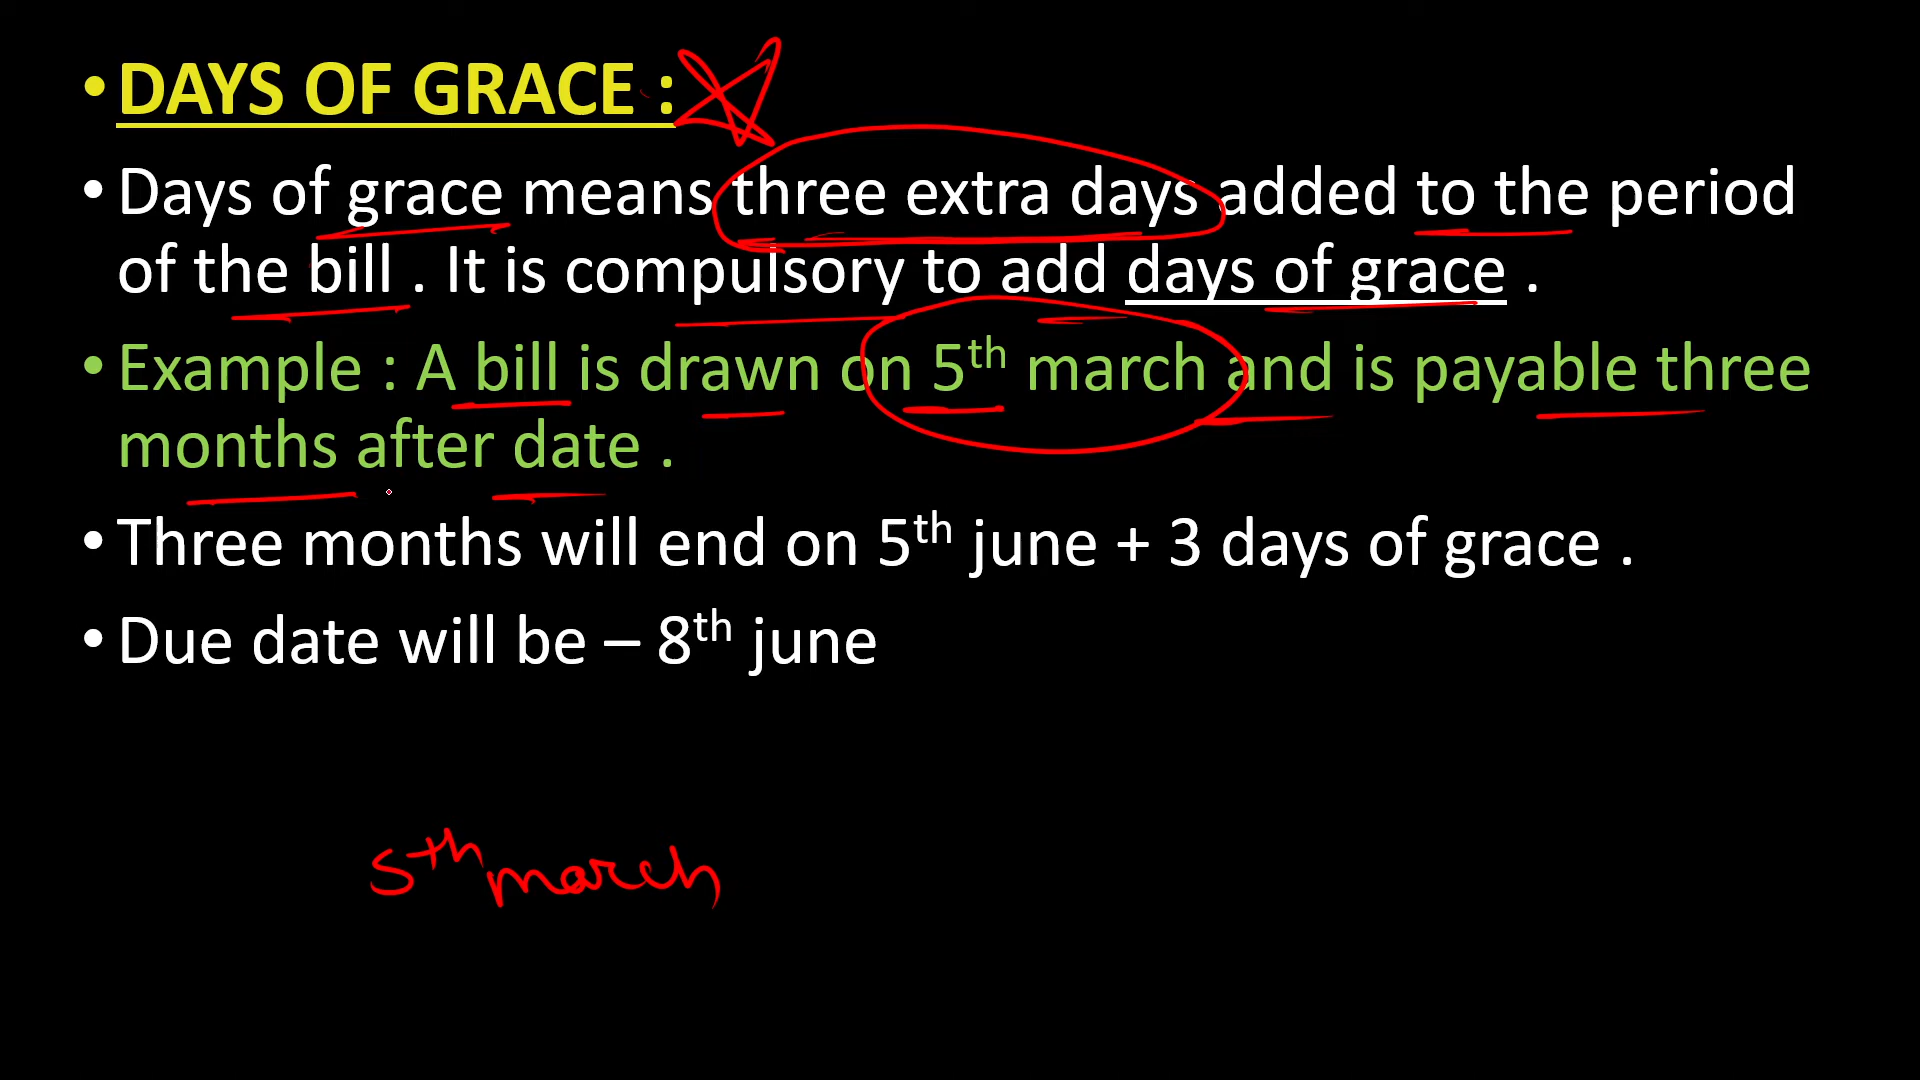 •DAYS OF GRACE :
•Days of grace means three extra days added to the period
of the bill . It is compulsory to add days of grace .
•Example : A bill is drawn on 5th march and is payable three
months after date .
•Three months will end on 5th june + 3 days of grace .
•Due date will be – 8th june
5th march